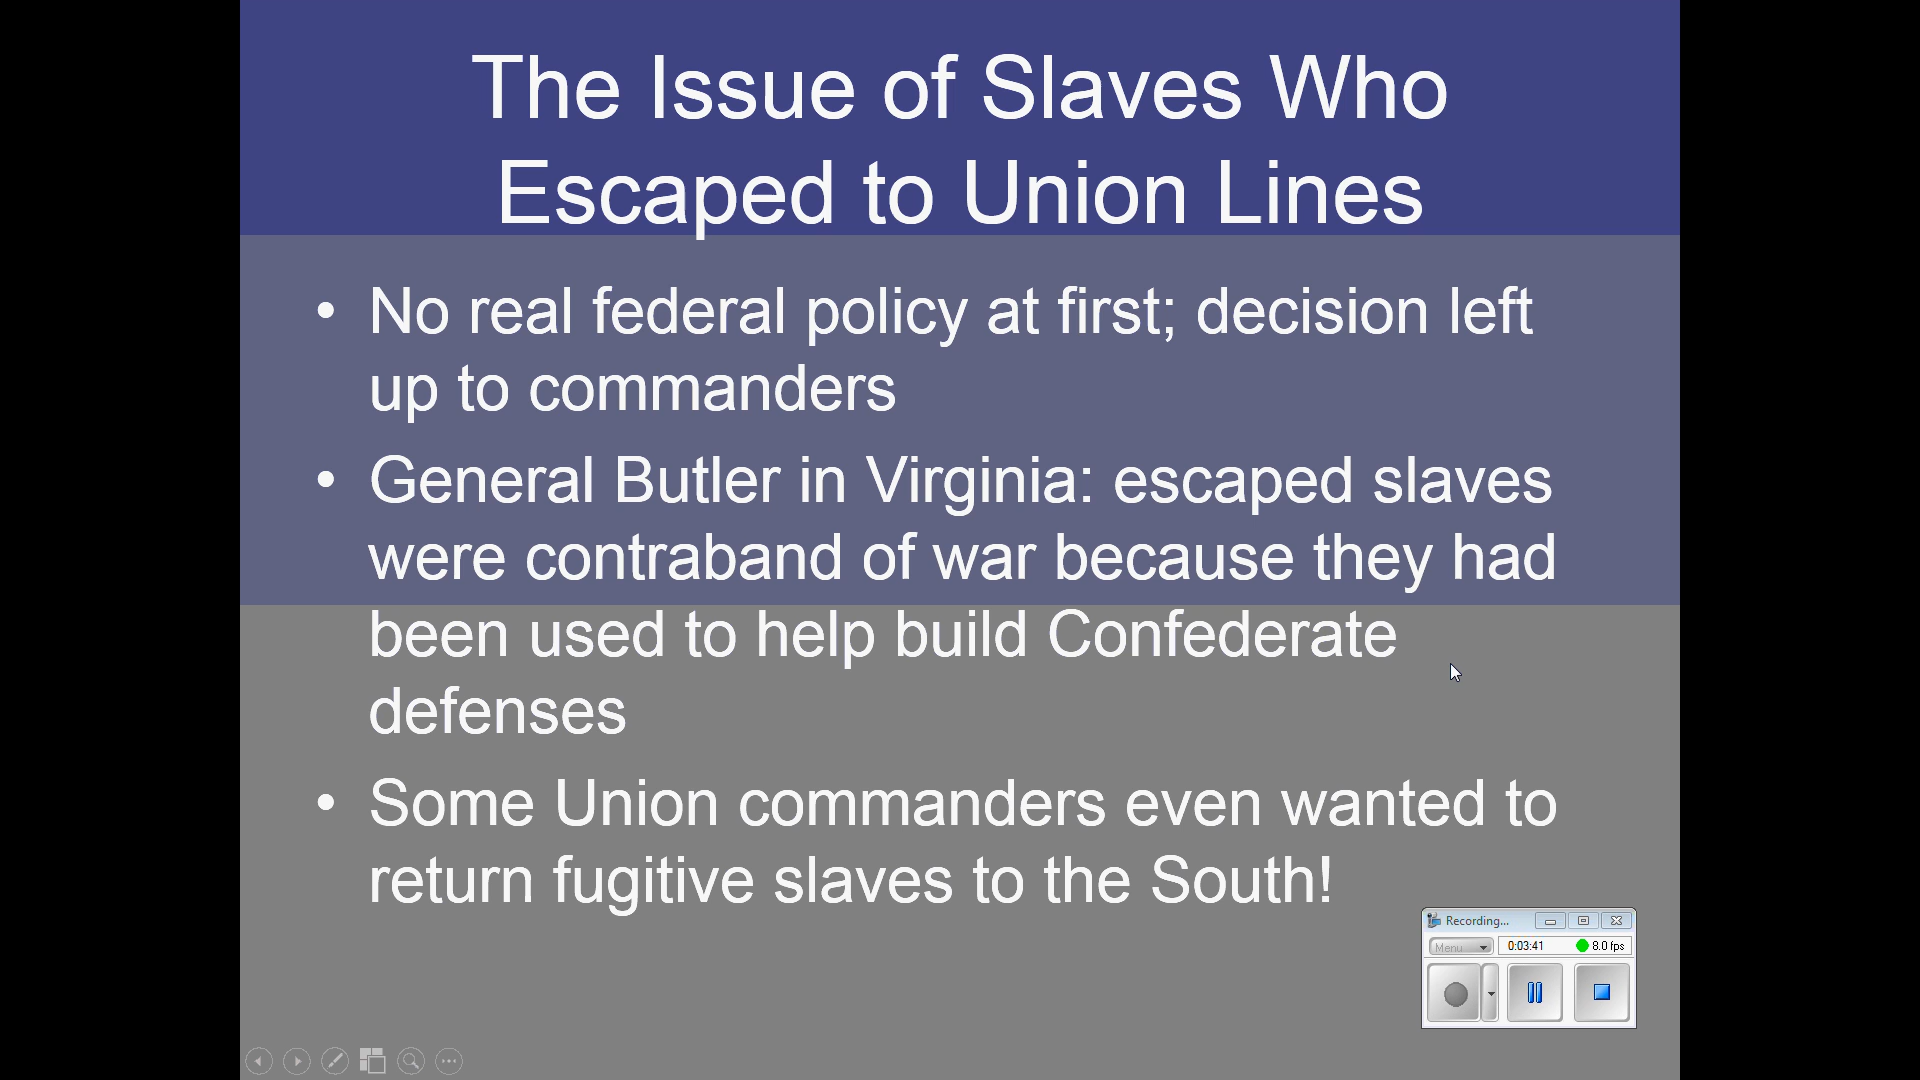 The Issue of Slaves Who
Escaped to Union Lines
• No real federal policy at first; decision left
up to commanders
• General Butler in Virginia: escaped slaves
were contraband of war because they had
been used to help build Confederate
defenses
• Some Union commanders even wanted to
return fugitive slaves to the South!
Recording...
Menu
0:03:41
8.0 fps